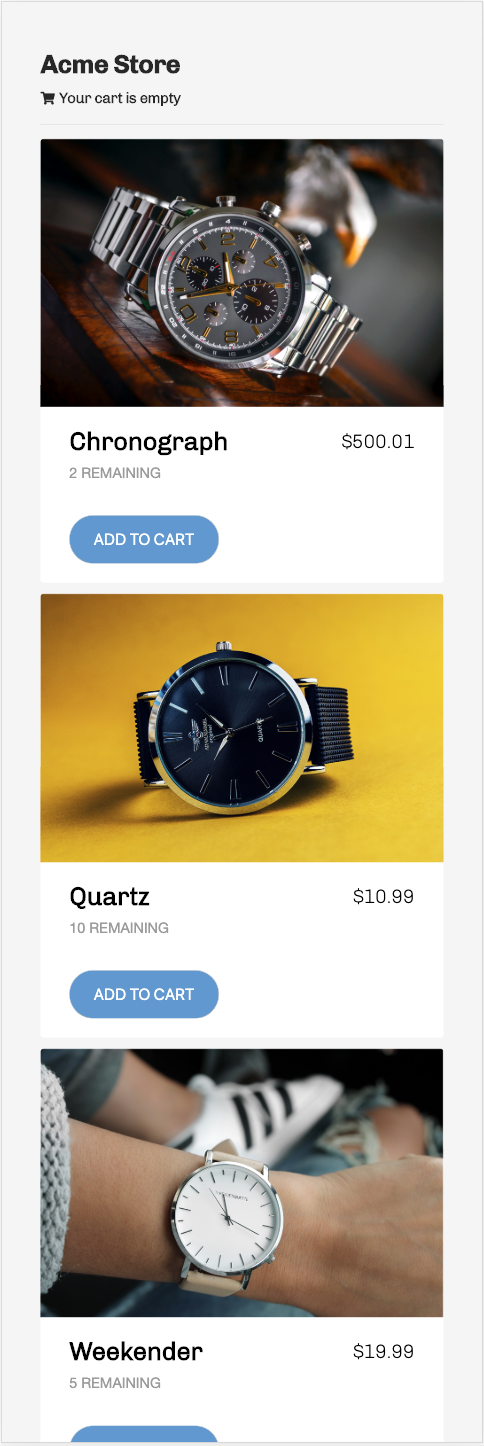 Acme Store
Your cart is empty
Chronograph
$500.01
2 REMAINING
ADD TO CART
QUARTZ
Quartz
$10.99
10 REMAINING
ADD TO CART
Weekender
$19.99
5 REMAINING